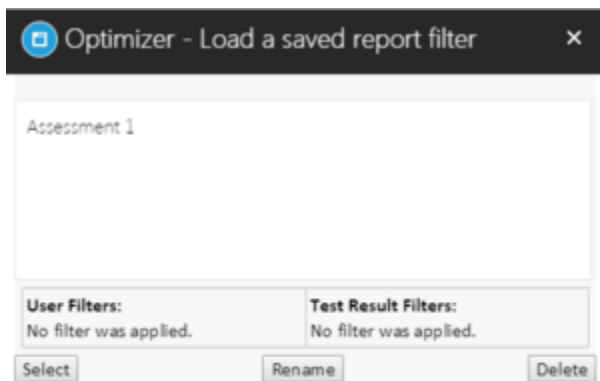 Optimizer - Load a saved report filter ×
Assessment 1
User Filters: Test Result Filters:
No filter was applied. No filter was applied.
Select Rename Delete